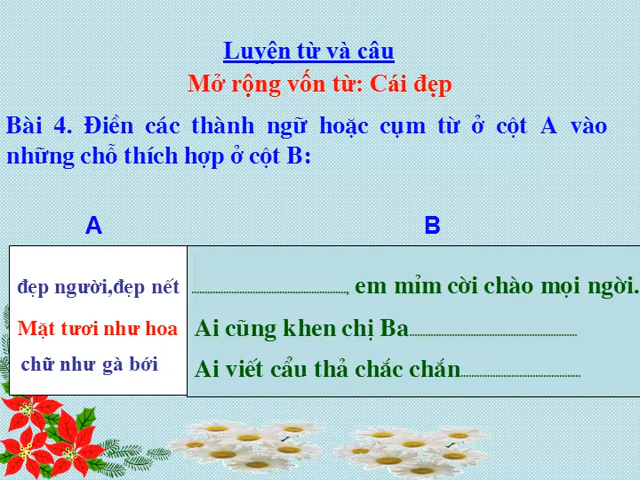 Luyện từ và câu
Mở rộng vốn từ: Cái đẹp
Bài 4. Điền các thành ngữ hoặc cụm từ ở cột A vào
những chỗ thích hợp ở cột B:
A B
đẹp người,đẹp nết ......................................................, em mỉm cời chào mọi ngời.
Mặt tươi như hoa Ai cũng khen chị Ba......................................................
chữ như gà bới Ai viết cẩu thả chắc chắn..........................................